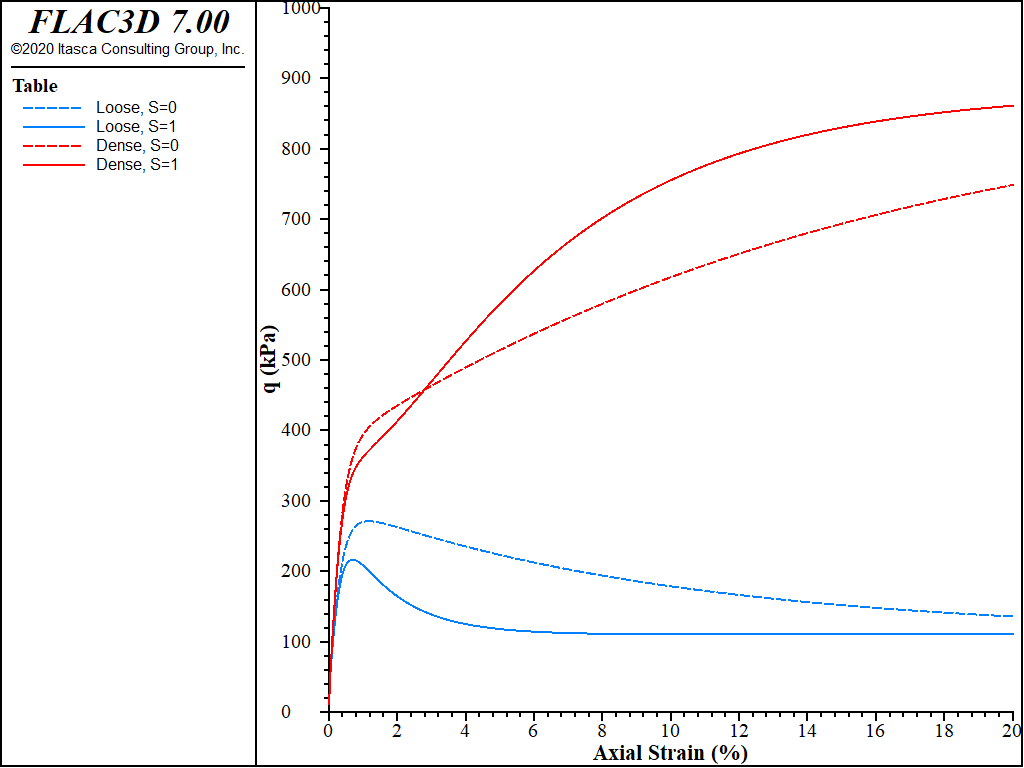 FLAC3D 7.00
©2020 Itasca Consulting Group, Inc.
Table
Loose, S=0
Loose, S=1
Dense, S=0
Dense, S=1
1000
900
800
700
600
500
400
300
200
100
0
q (kPa)
0 2 4 6 8 10 12 14 16 18 20
Axial Strain (%)